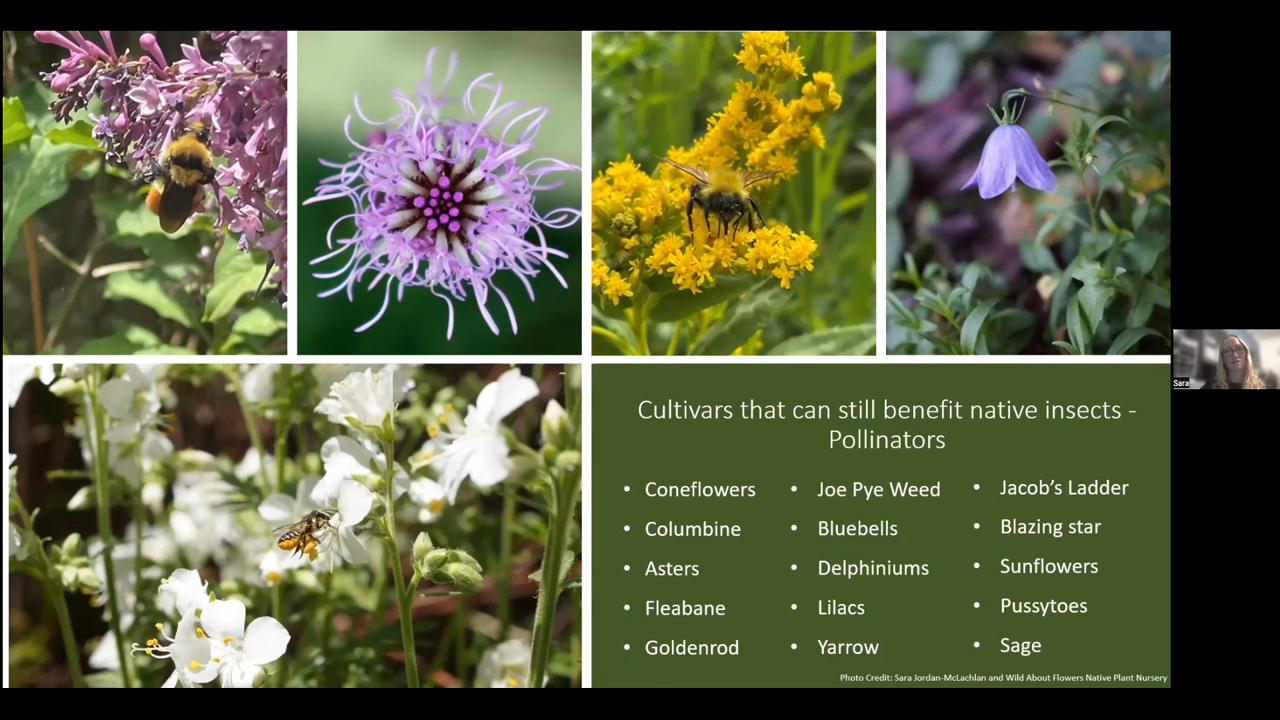 Cultivars that can still benefit native insects -
Pollinators
• Coneflowers
• Columbine
• Asters
• Fleabane
• Goldenrod
• Joe Pye Weed
• Bluebells
• Delphiniums
• Lilacs
• Yarrow
• Jacob’s Ladder
• Blazing star
• Sunflowers
• Pussytoes
• Sage
Photo Credit: Sara Jordan-McLachlan and Wild About Flowers Native Plant Nursery
Sara